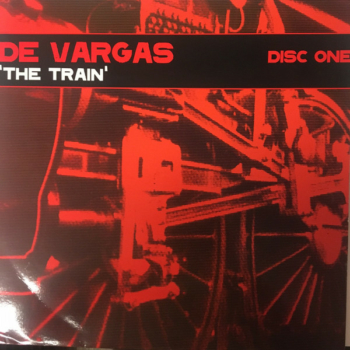 DE VARGAS
DISC ONE
'THE TRAIN'